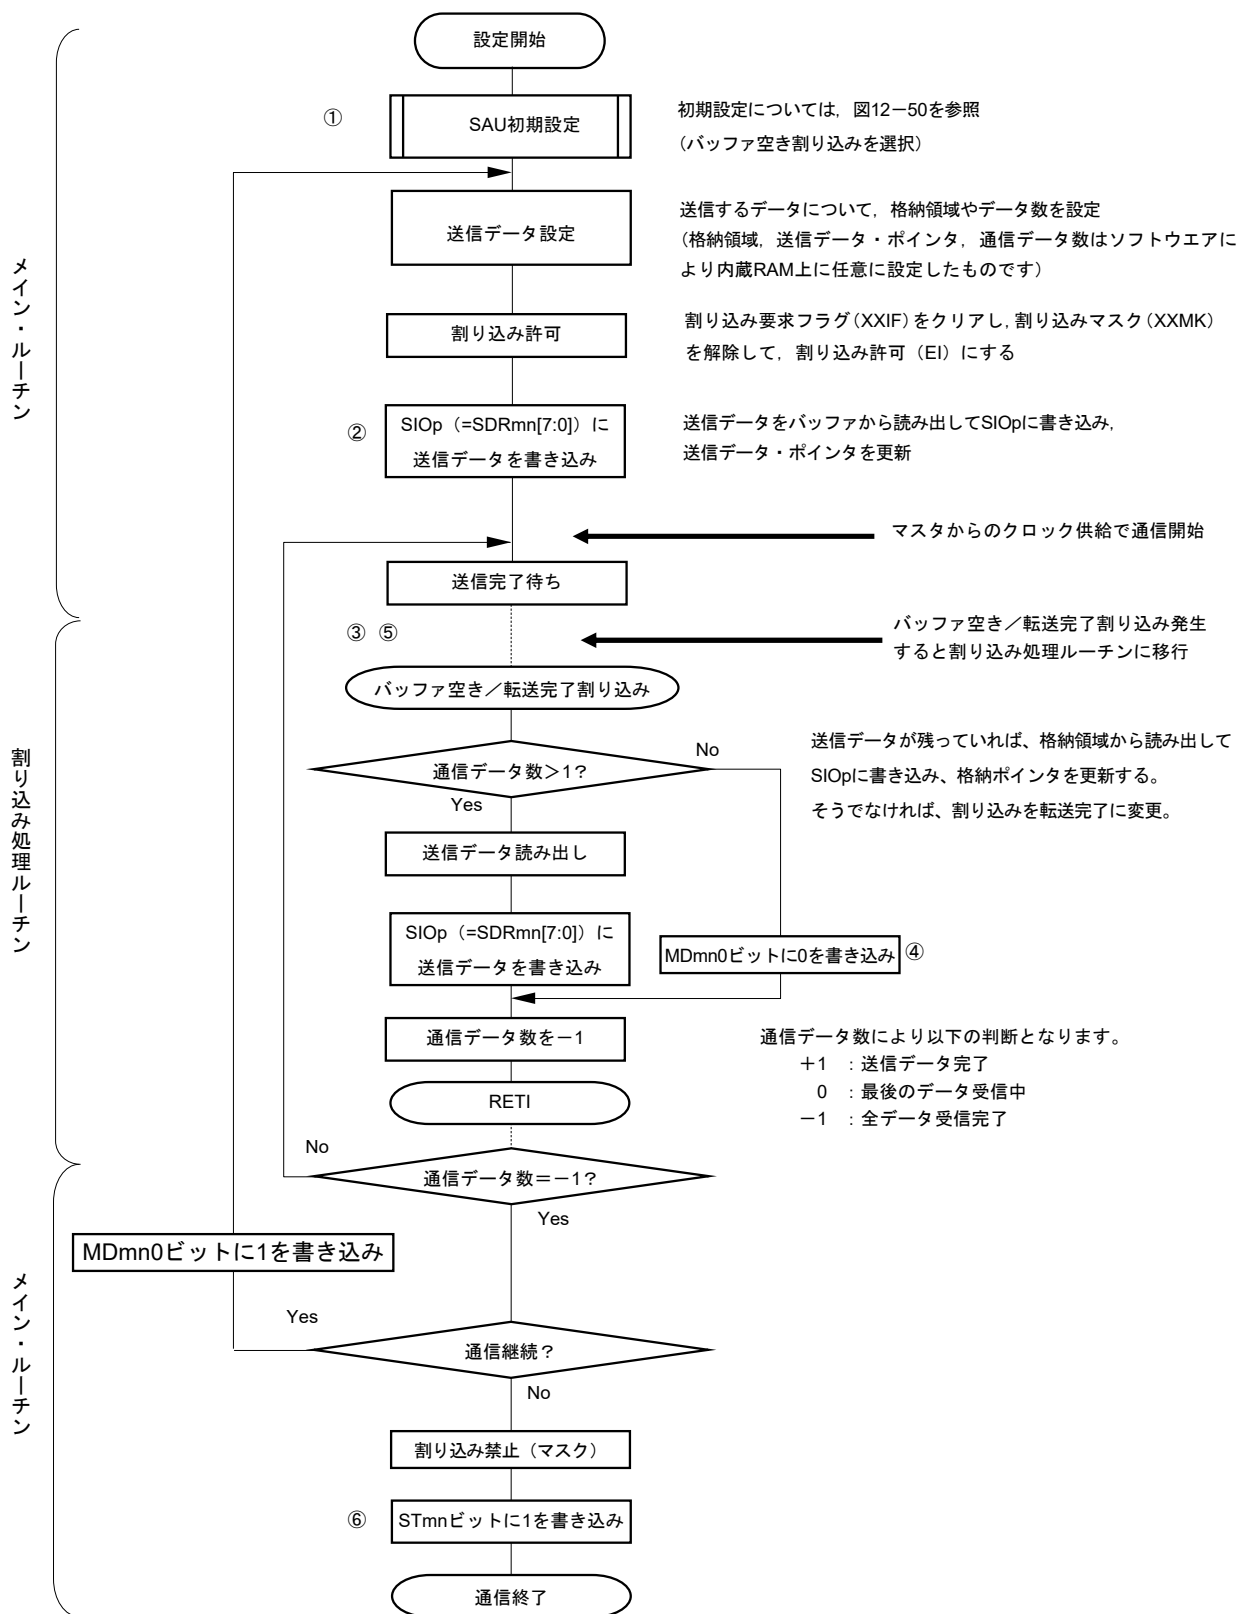 設定開始
①
SAU初期設定
初期設定については，図12－50を参照
（バッファ空き割り込みを選択）
送信データ設定
送信するデータについて，格納領域やデータ数を設定
（格納領域，送信データ・ポインタ，通信データ数はソフトウエアに
より内蔵RAM上に任意に設定したものです）
メイン・ルーチン
割り込み許可
割り込み要求フラグ（XXIF）をクリアし，割り込みマスク（XXMK）
を解除して，割り込み許可（EI）にする
②
SIOp（=SDRmn[7:0]）に
送信データを書き込み
送信データをバッファから読み出してSIOpに書き込み，
送信データ・ポインタを更新
マスタからのクロック供給で通信開始
送信完了待ち
③ ⑤
バッファ空き／転送完了割り込み発生
すると割り込み処理ルーチンに移行
バッファ空き／転送完了割り込み
割り込み処理ルーチン
通信データ数＞1？
No
Yes
送信データが残っていれば、格納領域から読み出して
SIOpに書き込み、格納ポインタを更新する。
そうでなければ、割り込みを転送完了に変更。
送信データ読み出し
SIOp（=SDRmn[7:0]）に
送信データを書き込み
MDmn0ビットに0を書き込み
④
通信データ数を－1
通信データ数により以下の判断となります。
＋1 ：送信データ完了
0 ：最後のデータ受信中
－1 ：全データ受信完了
RETI
No
通信データ数＝－1？
Yes
MDmn0ビットに1を書き込み
メイン・ルーチン
Yes
通信継続？
No
割り込み禁止（マスク）
⑥
STmnビットに1を書き込み
通信終了